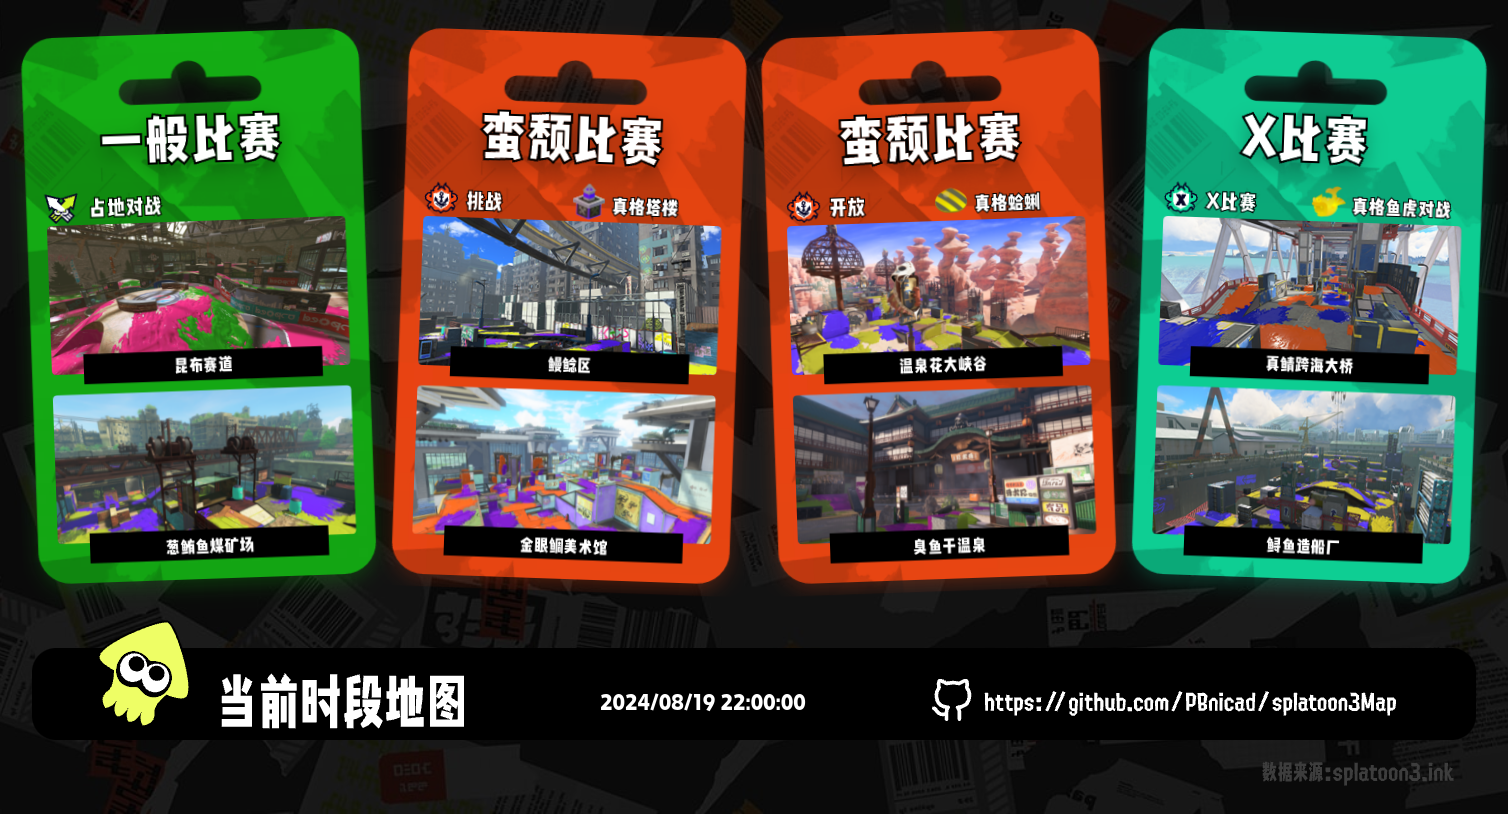 一般比赛
占地对战
昆布赛道
葱鲔鱼煤矿场
蛮颓比赛
挑战
真格塔楼
鳗鲶区
金眼鲷美术馆
蛮颓比赛
开放
真格蛤蜊
温泉花大峡谷
臭鱼干温泉
X比赛
X比赛
真格鱼虎对战
真鲭跨海大桥
鲟鱼造船厂
当前时段地图
2024/08/19 22:00:00
https://github.com/PBnicad/splatoon3Map
数据来源:splatoon3.ink